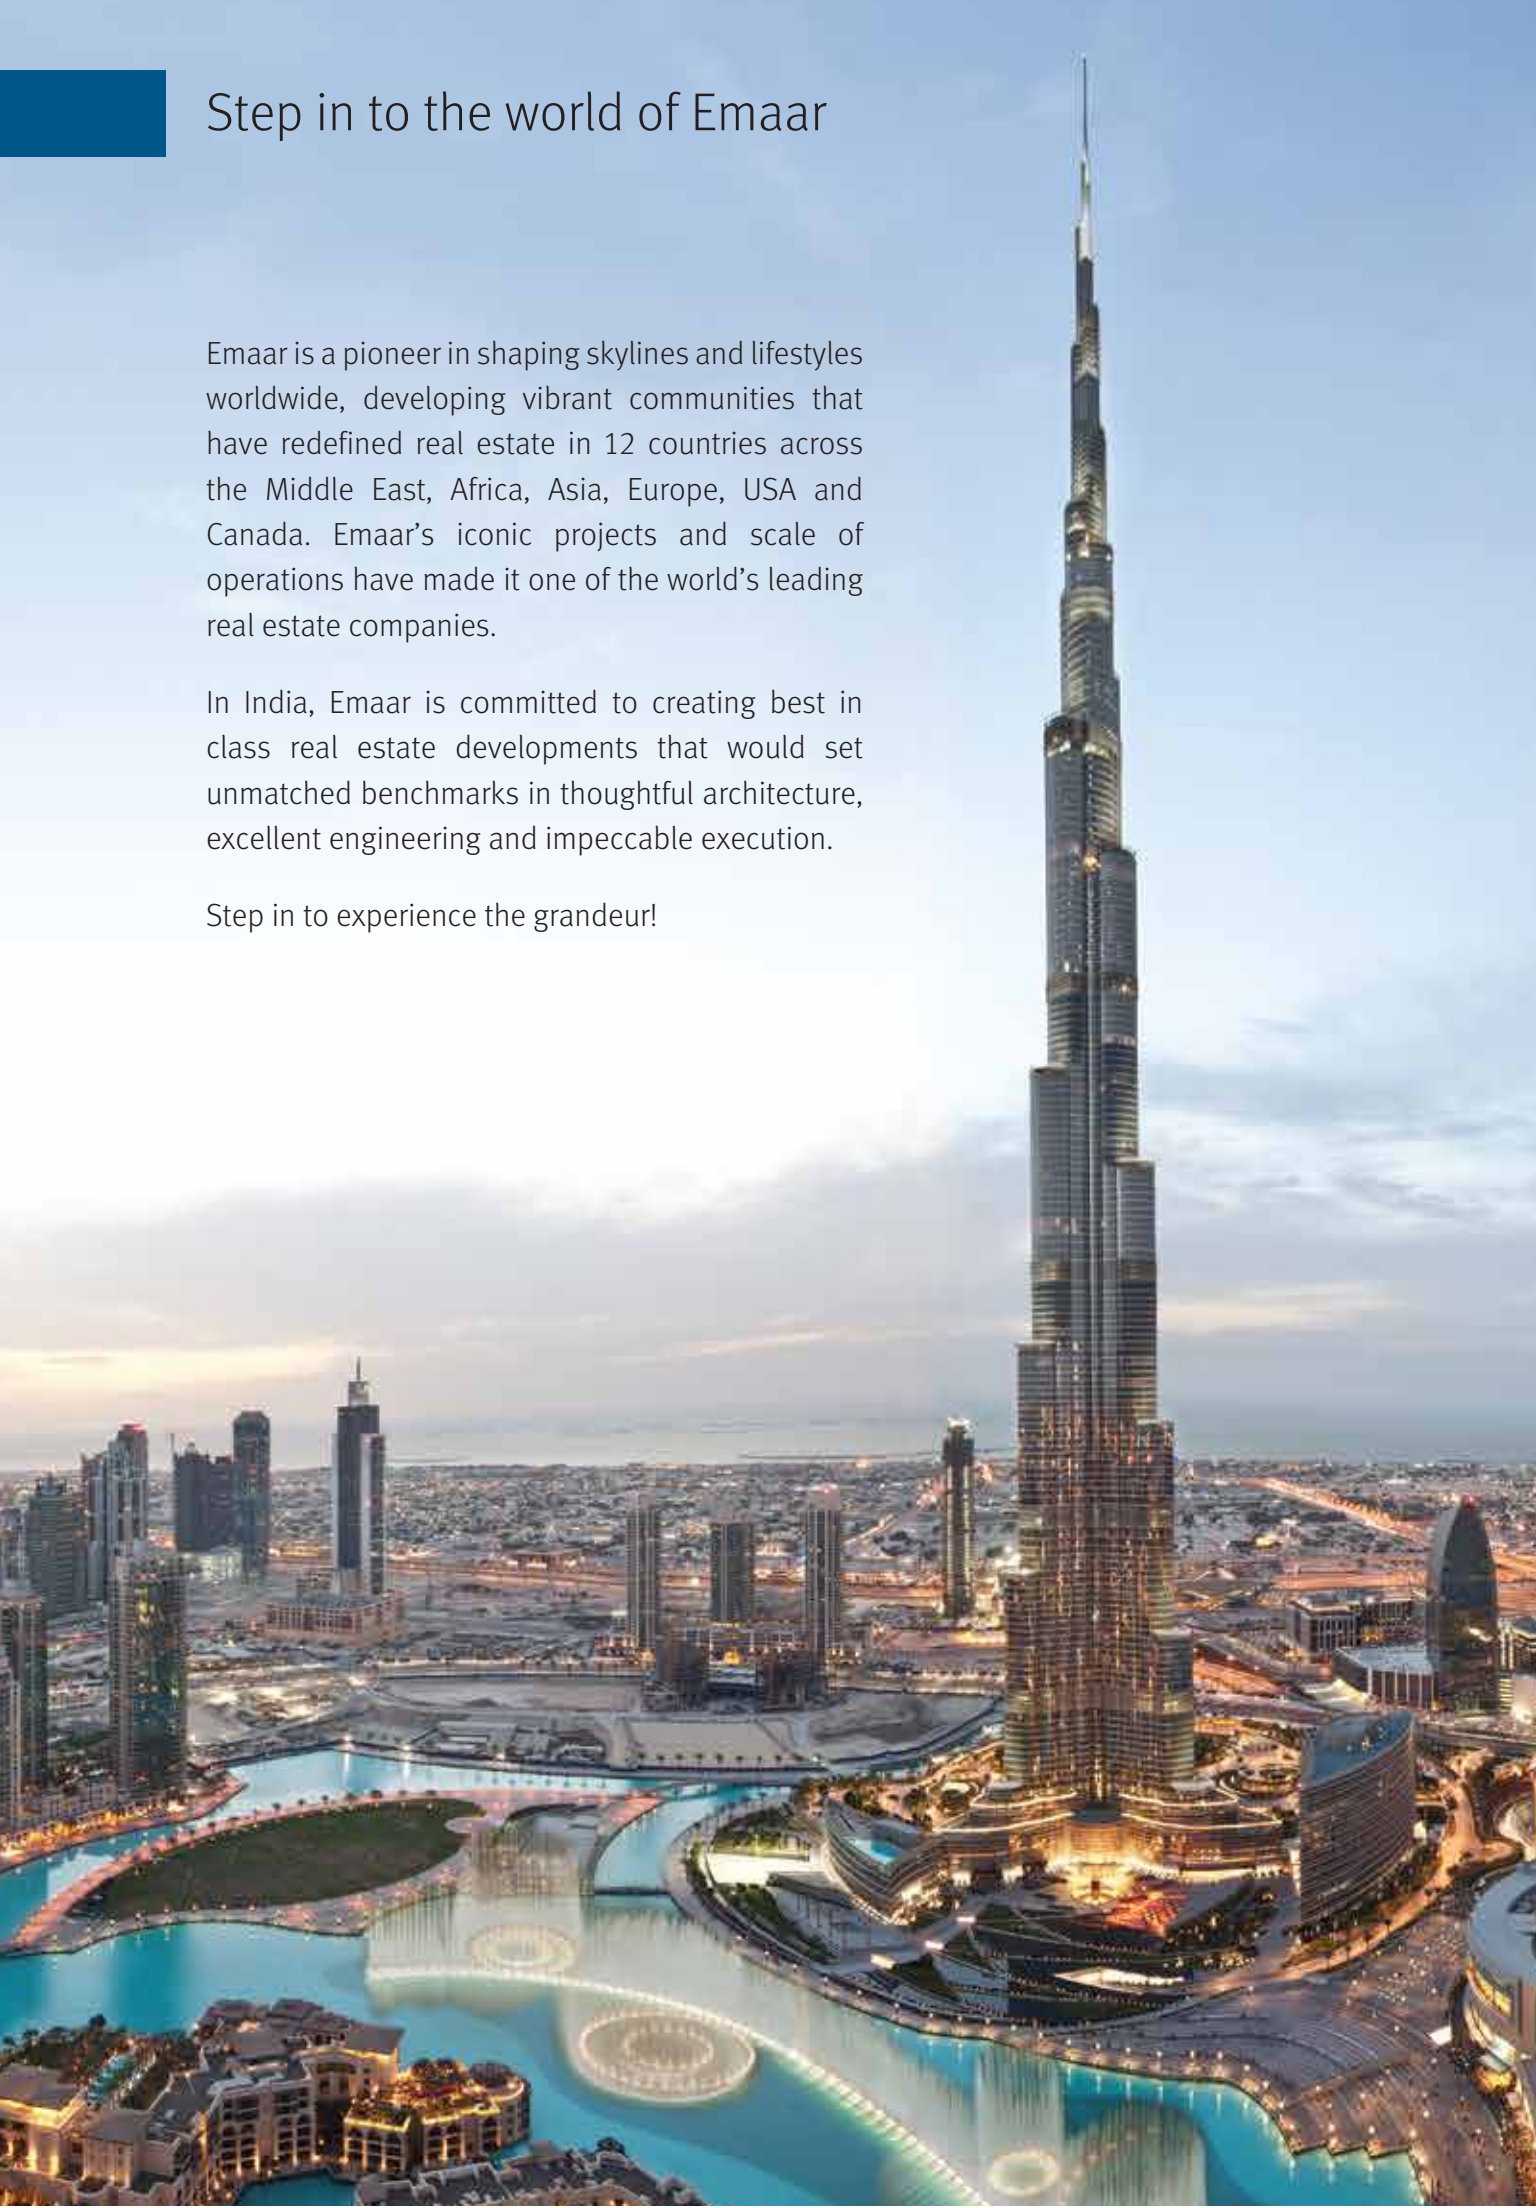 Step in to the world of Emaar
Emaar is a pioneer in shaping skylines and lifestyles
worldwide, developing vibrant communities that
have redefined real estate in 12 countries across
the Middle East, Africa, Asia, Europe, USA and
Canada. Emaar’s iconic projects and scale of
operations have made it one of the world’s leading
real estate companies.
In India, Emaar is committed to creating best in
class real estate developments that would set
unmatched benchmarks in thoughtful architecture,
excellent engineering and impeccable execution.
Step in to experience the grandeur!